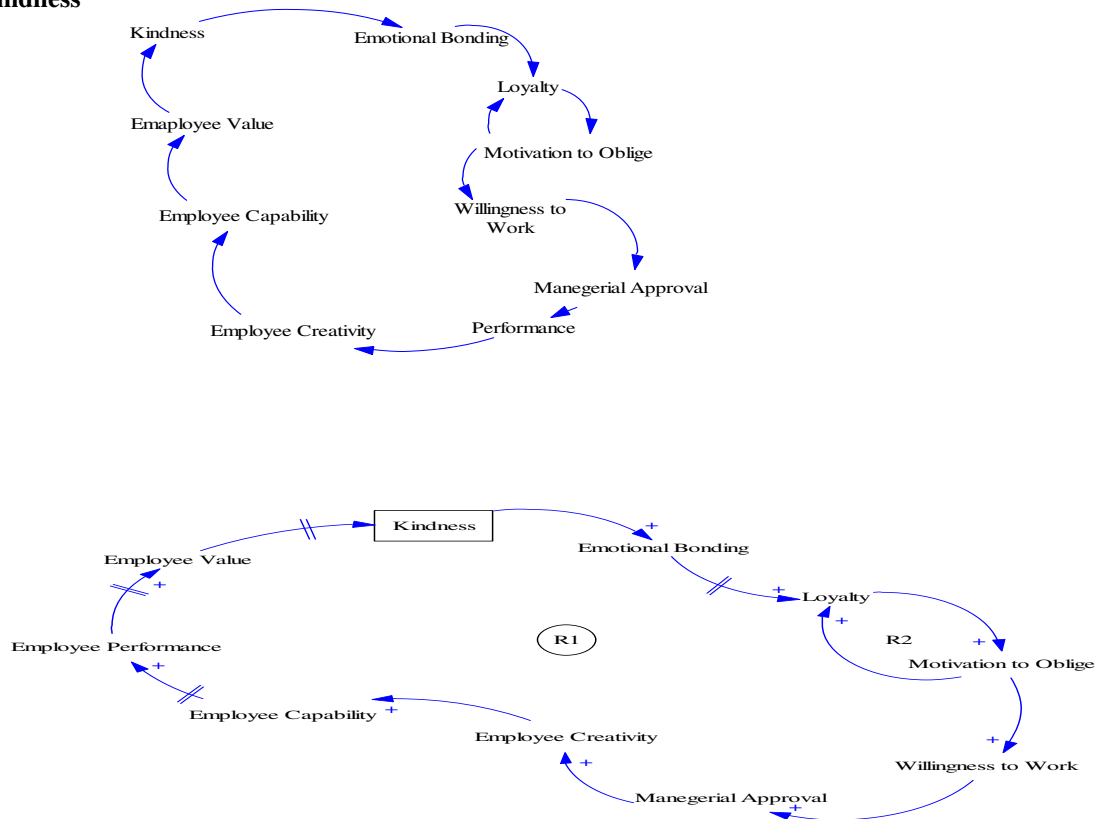 Kindness
Emotional Bonding
Loyalty
Emaployee Value
Motivation to Oblige
Willingness to
Work
Employee Capability
Manegerial Approval
Performance
Employee Creativity
Kindness
+
Emotional Bonding
Employee Value
+
+
Loyalty
+
R1
R2
+
Employee Performance
Motivation to Oblige
+
Employee Capability
+
Employee Creativity
+
Willingness to Work
+
Manegerial Approval
+